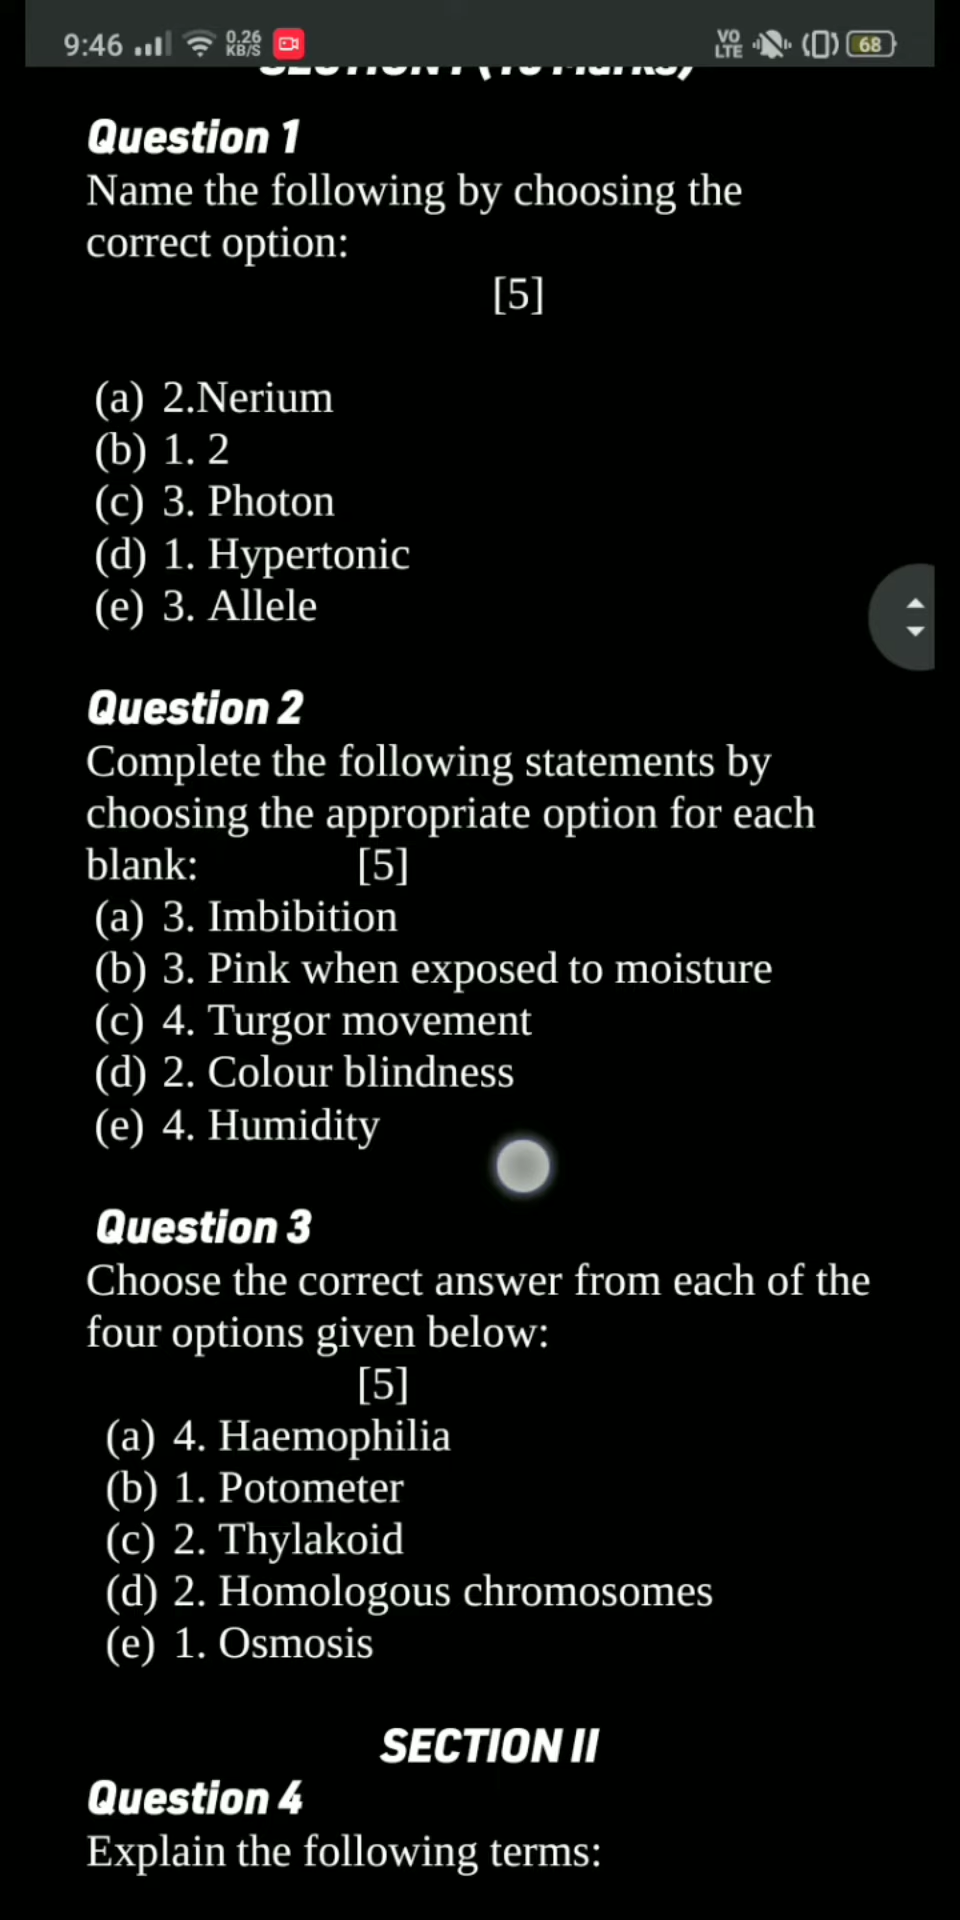 9:46 0.26 KB/S VO LTE 68
Question 1
Name the following by choosing the
correct option:
[5]
(a) 2.Nerium
(b) 1. 2
(c) 3. Photon
(d) 1. Hypertonic
(e) 3. Allele
Question 2
Complete the following statements by
choosing the appropriate option for each
blank: [5]
(a) 3. Imbibition
(b) 3. Pink when exposed to moisture
(c) 4. Turgor movement
(d) 2. Colour blindness
(e) 4. Humidity
Question 3
Choose the correct answer from each of the
four options given below:
[5]
(a) 4. Haemophilia
(b) 1. Potometer
(c) 2. Thylakoid
(d) 2. Homologous chromosomes
(e) 1. Osmosis
SECTION II
Question 4
Explain the following terms: